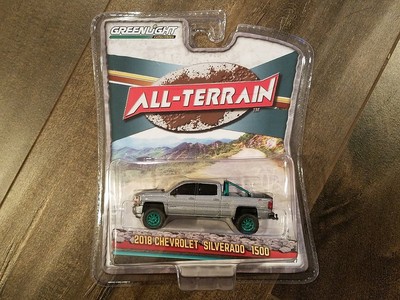 GREENLIGHT
ALL-TERRAIN
2018 CHEVROLET SILVERADO 1500